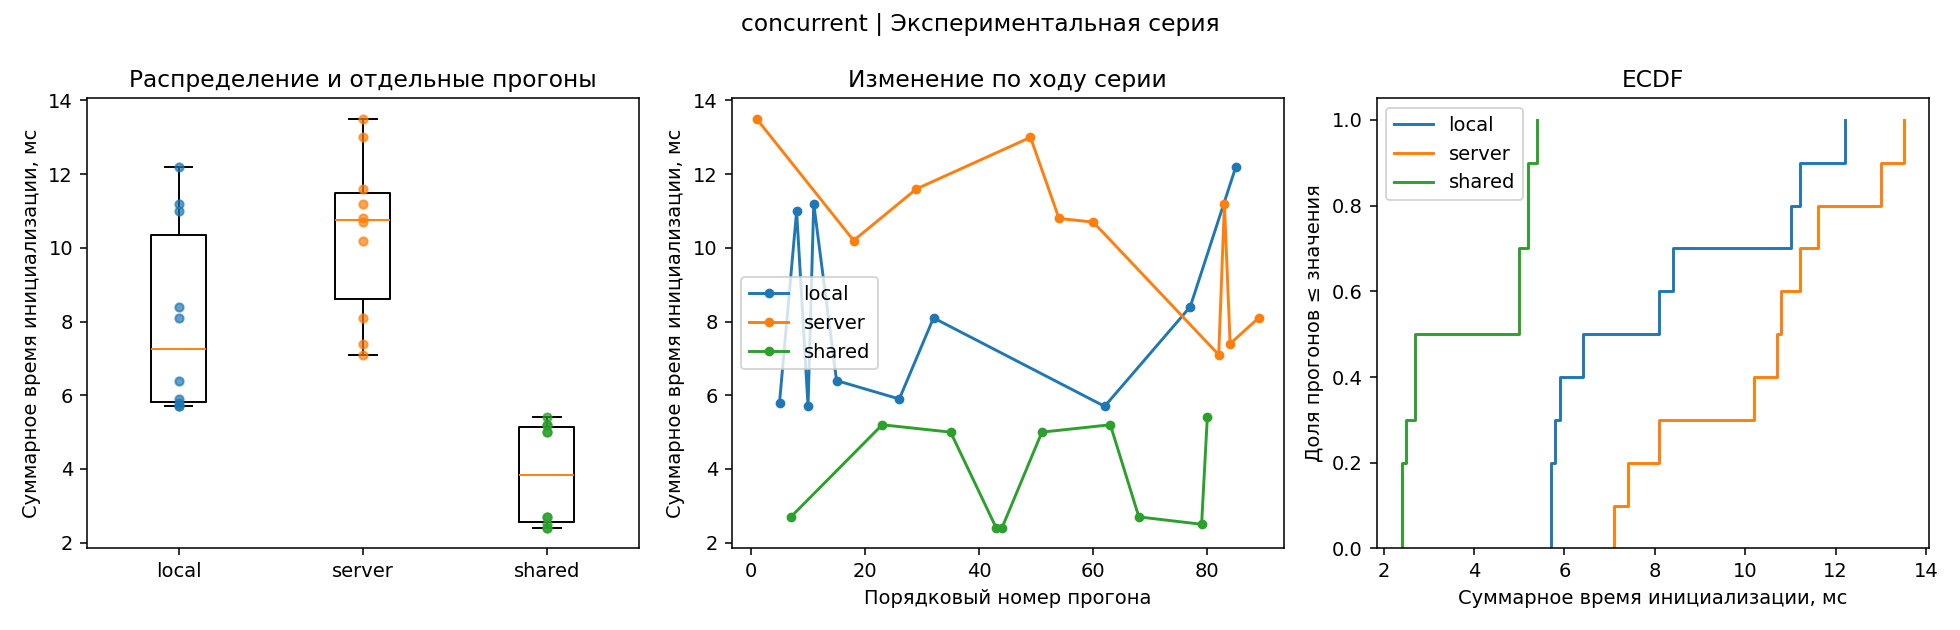 concurrent | Экспериментальная серия
Распределение и отдельные прогоны
Суммарное время инициализации, мс
14
12
10
8
6
4
2
local
server
shared
Изменение по ходу серии
Суммарное время инициализации, мс
14
12
10
8
6
4
2
local
server
shared
0
20
40
60
80
Порядковый номер прогона
ECDF
Доля прогонов ≤ значения
1.0
0.8
0.6
0.4
0.2
0.0
local
server
shared
2
4
6
8
10
12
14
Суммарное время инициализации, мс